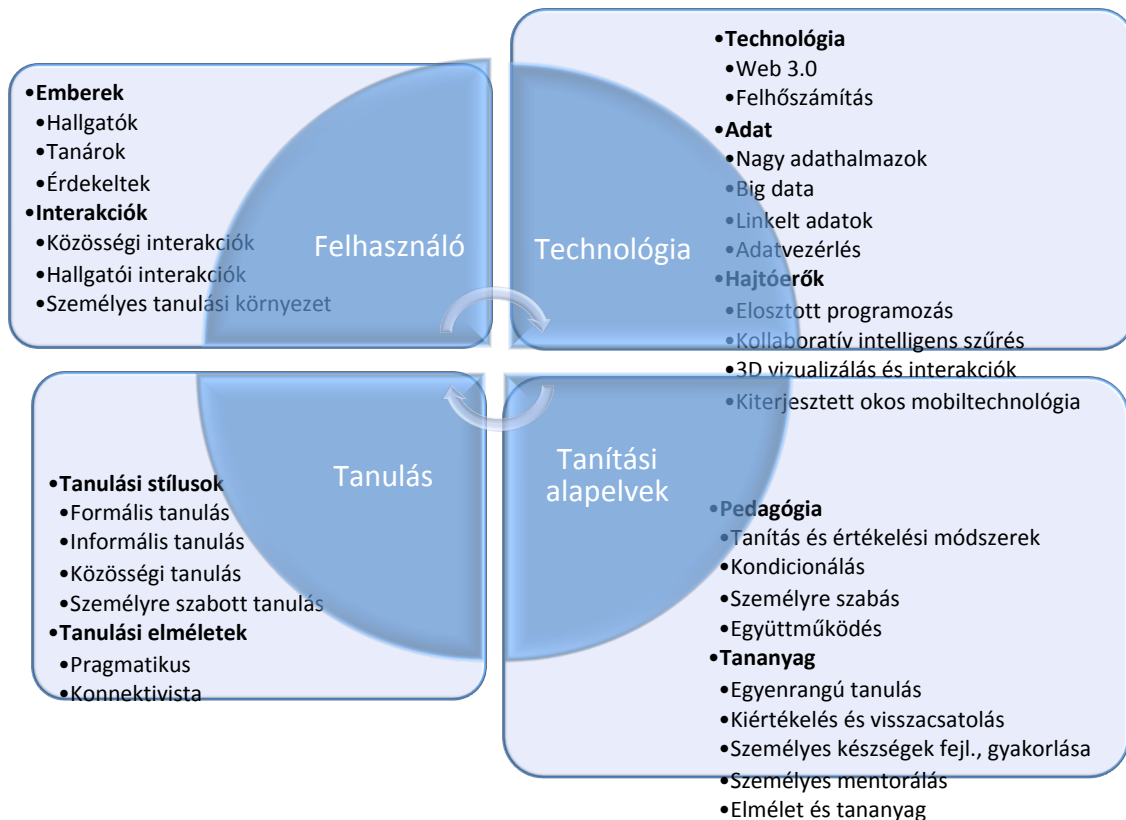 •Emberek
•Hallgatók
•Tanárok
•Érdekeltek
•Interakciók
•Közösségi interakciók
•Hallgatói interakciók
•Személyes tanulási környezet
Felhasználó
•Technológia
•Web 3.0
•Felhőszámítás
•Adat
•Nagy adathalmazok
•Big data
•Linkelt adatok
•Adatvezérlés
•Hajtóerők
•Elosztott programozás
•Kollaboratív intelligens szűrés
•3D vizualizálás és interakciók
•Kiterjesztett okos mobiltechnológia
Technológia
•Tanulási stílusok
•Formális tanulás
•Informális tanulás
•Közösségi tanulás
•Személyre szabott tanulás
•Tanulási elméletek
•Pragmatikus
•Konnektivista
Tanulás
Tanítási
alapelvek
•Pedagógia
•Tanítás és értékelési módszerek
•Kondicionálás
•Személyre szabás
•Együttműködés
•Tananyag
•Egyenrangú tanulás
•Kiértékelés és visszacsatolás
•Személyes készségek fejl., gyakorlása
•Személyes mentorálás
•Elmélet és tananyag